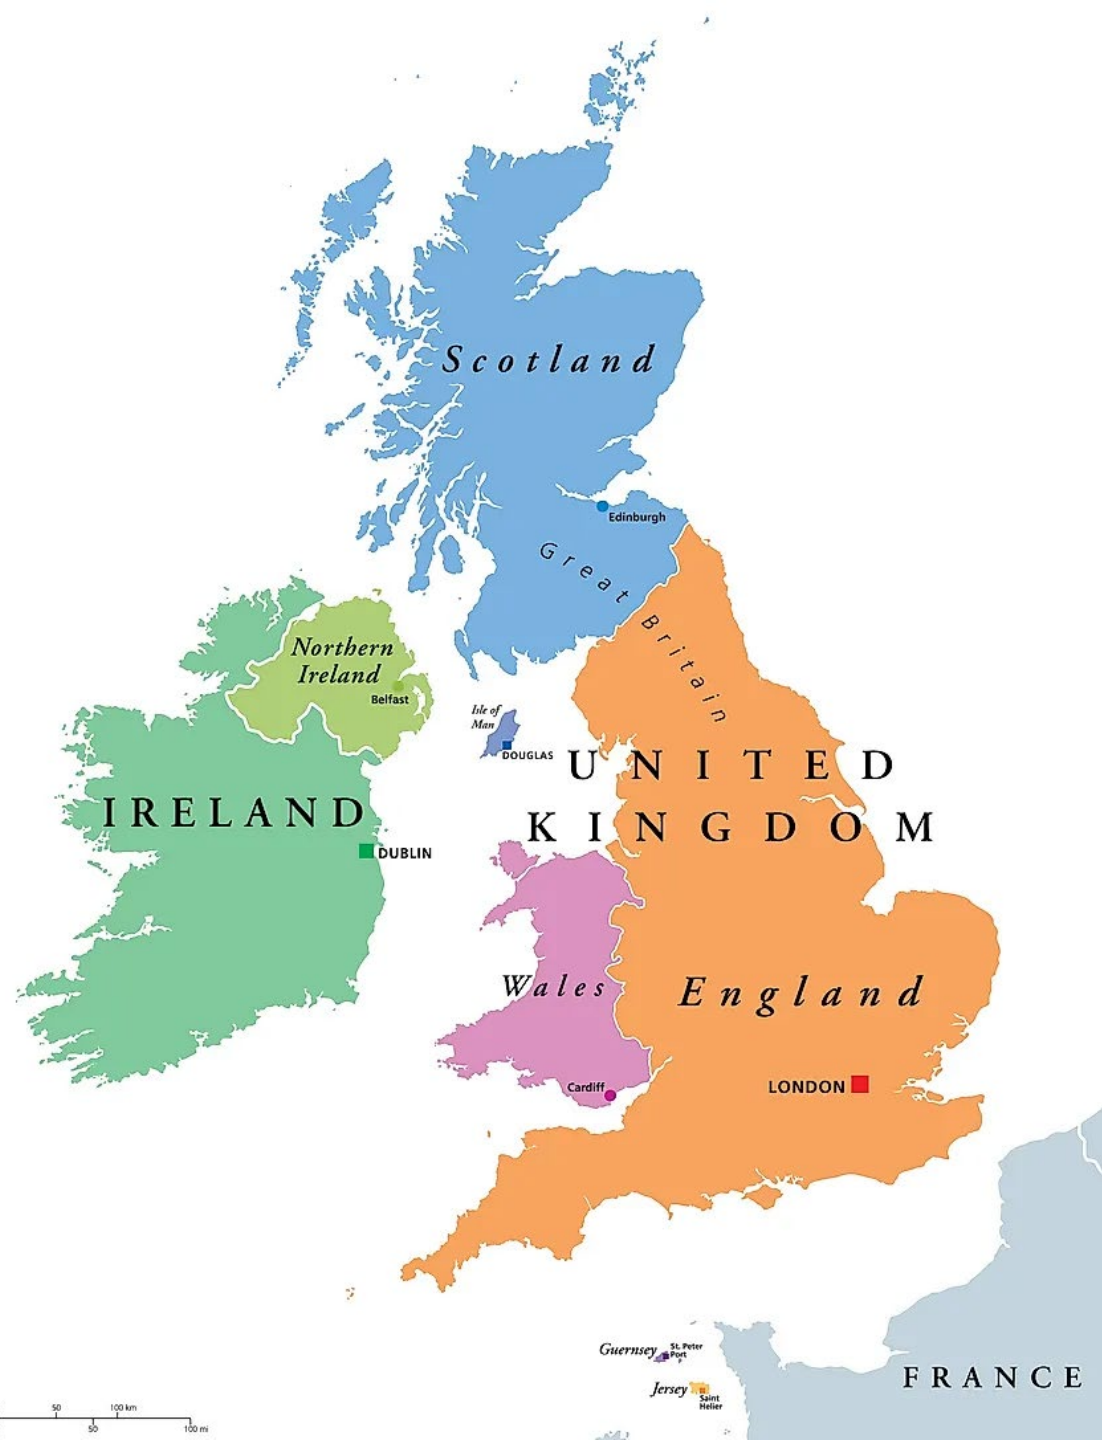 Scotland
Edinburgh
Great Britain
Northern
Ireland
Belfast
Isle of
Man
DOUGLAS
UNITED
KINGDOM
IRELAND
DUBLIN
Wales
England
Cardiff
LONDON
Guernsey
St. Peter
Port
Jersey
Saint
Helier
FRANCE
50
100 km
50
100 mi